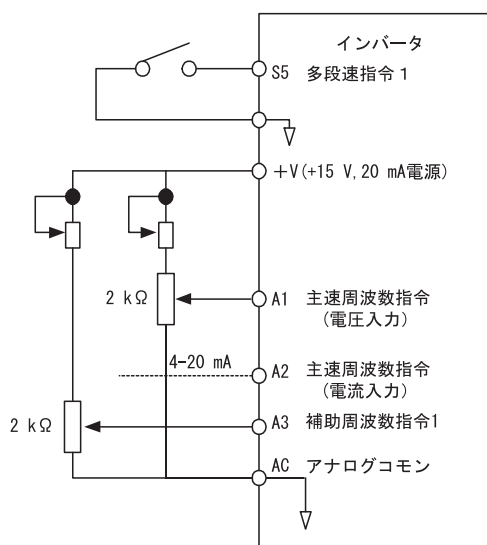 インバータ
S5 多段速指令1
+V(+15 V,20 mA電源)
2 kΩ
A1 主速周波数指令
(電圧入力)
4-20 mA
A2 主速周波数指令
(電流入力)
2 kΩ
A3 補助周波数指令1
AC アナログコモン